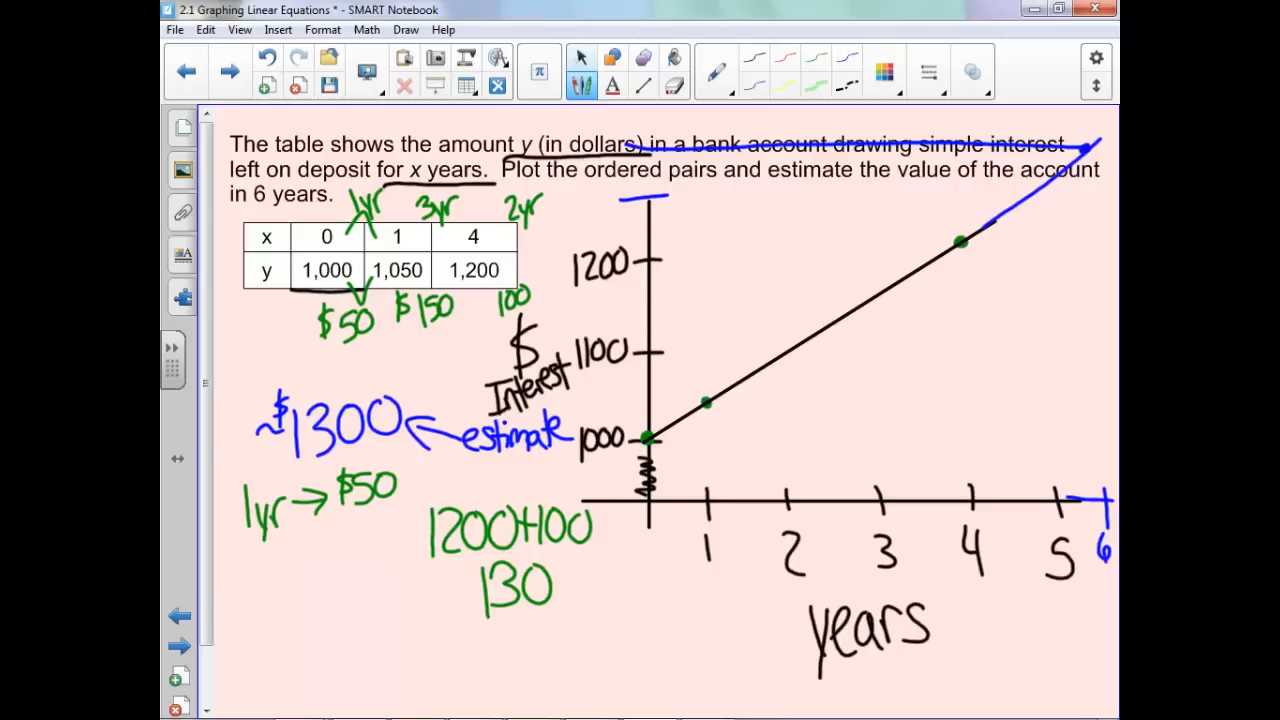 2.1 Graphing Linear Equations * - SMART Notebook
File Edit View Insert Format Math Draw Help
π
A
The table shows the amount y (in dollars) in a bank account drawing simple interest
left on deposit for x years. Plot the ordered pairs and estimate the value of the account
in 6 years.
1yr 3yr 2yr
x 0 1 4
y 1,000 1,050 1,200
$50 $150 100
1200
$
Interest
1100
~$1300
estimate
1000
1yr → $50
1200+100
130
1 2 3 4 5 6
years